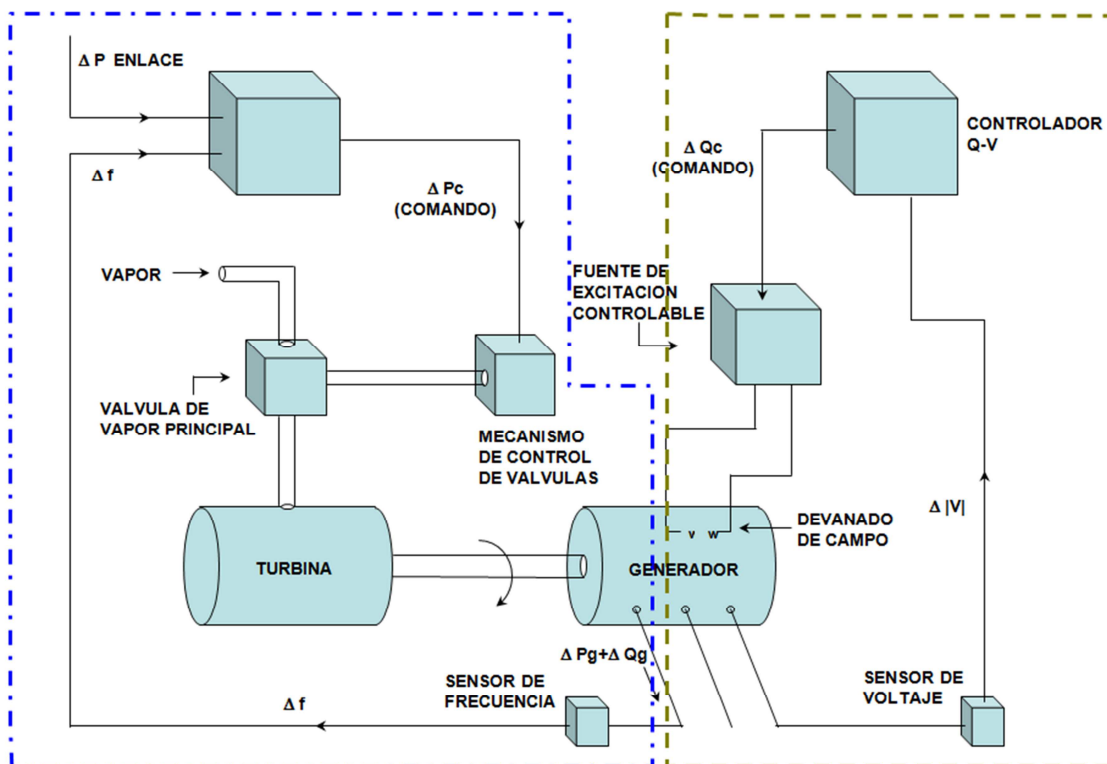 Δ P ENLACE
Δ f
Δ Pc
(COMANDO)
VAPOR
VALVULA DE
VAPOR PRINCIPAL
MECANISMO
DE CONTROL
DE VALVULAS
TURBINA
Δ f
SENSOR DE
FRECUENCIA
Δ Pg+Δ Qg
GENERADOR
v w
DEVANADO
DE CAMPO
FUENTE DE
EXCITACION
CONTROLABLE
Δ Qc
(COMANDO)
CONTROLADOR
Q-V
Δ |V|
SENSOR DE
VOLTAJE